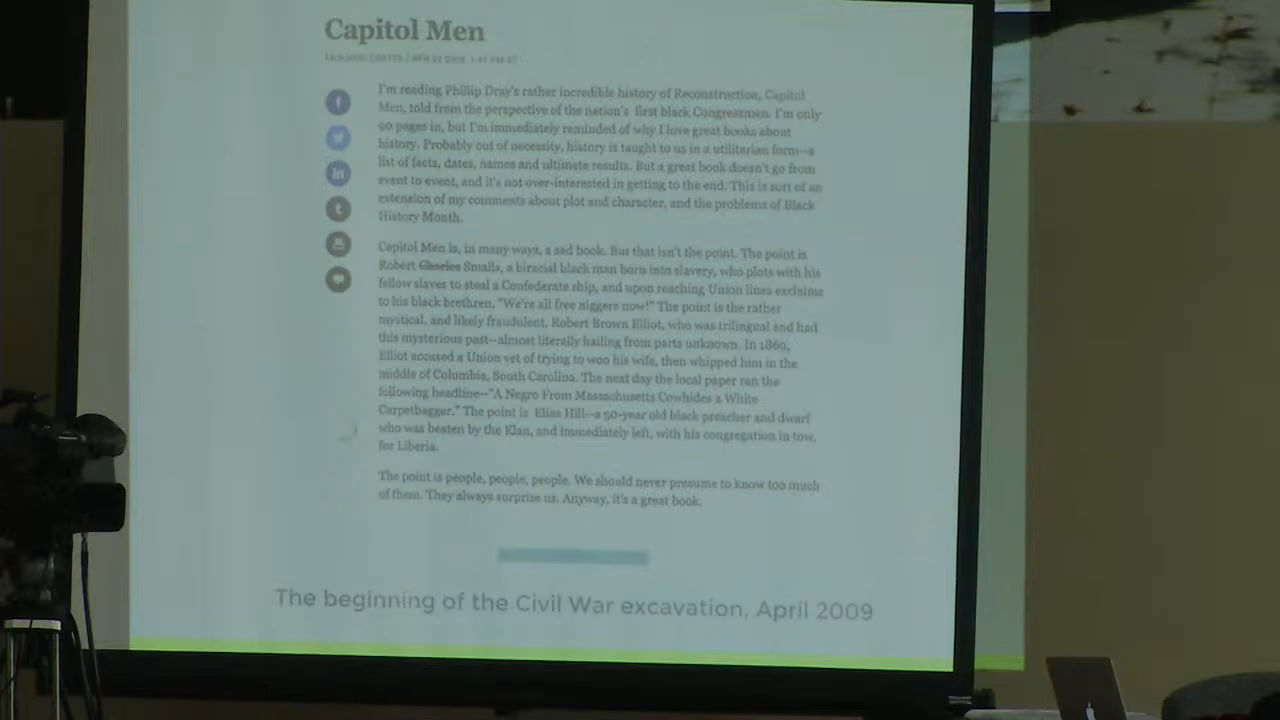 Capitol Men
TA-NEHISI COATES | APR 22 2009, 1:41 PM ET
I'm reading Phillip Dray's rather incredible history of Reconstruction, Capitol
Men, told from the perspective of the nation's first black Congressmen. I'm only
90 pages in, but I'm immediately reminded of why I love great books about
history. Probably out of necessity, history is taught to us in a utilitarian form--a
list of facts, dates, names and ultimate results. But a great book doesn't go from
event to event, and it's not over-interested in getting to the end. This is sort of an
extension of my comments about plot and character, and the problems of Black
History Month.
Capitol Men is, in many ways, a sad book. But that isn't the point. The point is
Robert Charles Smalls, a biracial black man born into slavery, who plots with his
fellow slaves to steal a Confederate ship, and upon reaching Union lines exclaims
to his black brethren, "We're all free niggers now!" The point is the rather
mystical, and likely fraudulent, Robert Brown Elliot, who was trilingual and had
this mysterious past--almost literally hailing from parts unknown. In 1869,
Elliot accused a Union vet of trying to woo his wife, then whipped him in the
middle of Columbia, South Carolina. The next day the local paper ran the
following headline--"A Negro From Massachusetts Cowhides a White
Carpetbagger." The point is Elias Hill--a 50-year old black preacher and dwarf
who was beaten by the Klan, and immediately left, with his congregation in tow,
for Liberia.
The point is people, people, people. We should never presume to know too much
of them. They always surprise us. Anyway, it's a great book.
The beginning of the Civil War excavation, April 2009